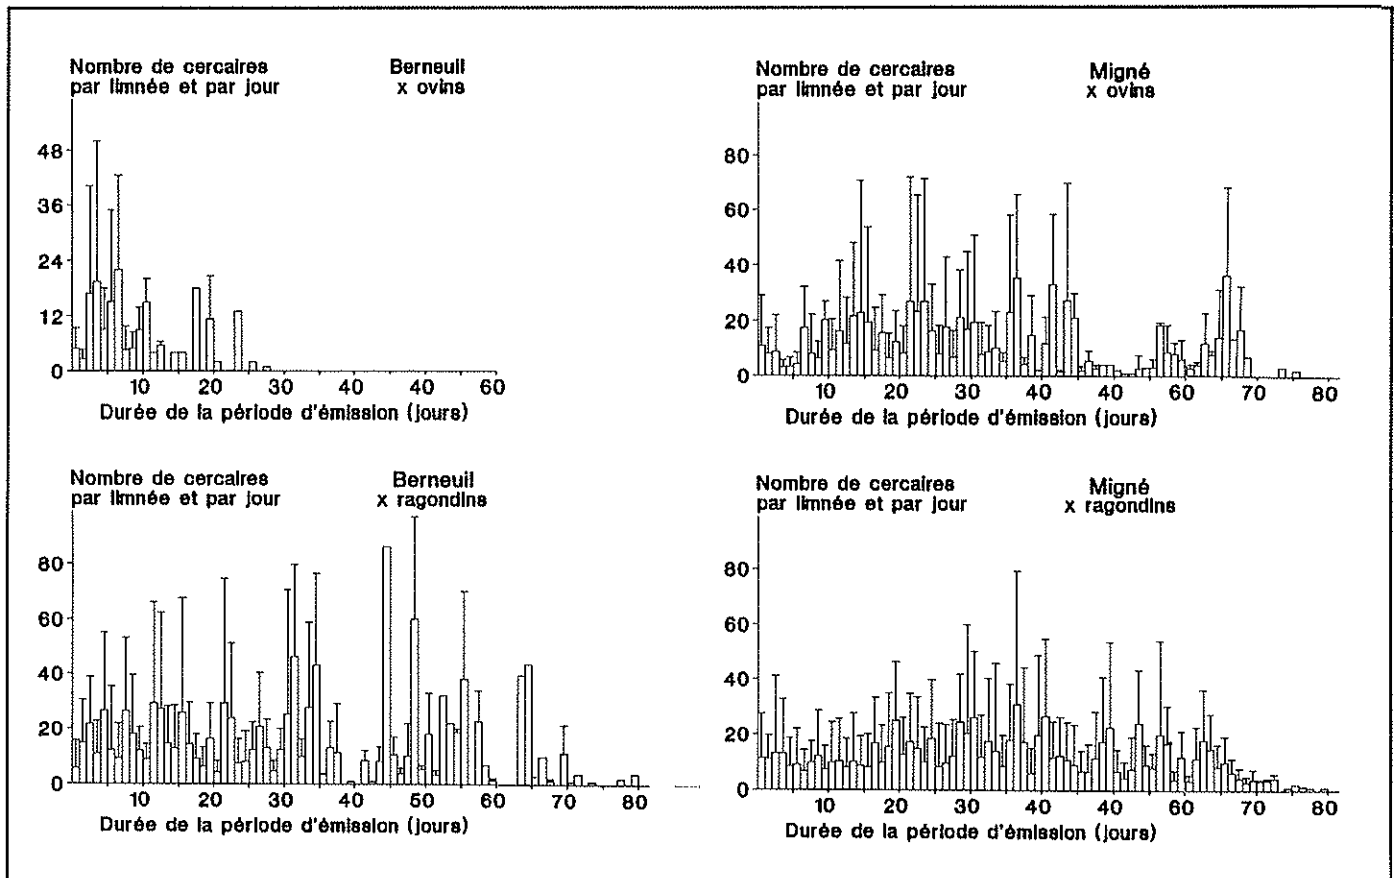 Nombre de cercaires
par limnée et par jour
Berneuil
x ovins
48
36
24
12
0
10 20 30 40 50 60
Durée de la période d'émission (jours)
Nombre de cercaires
par limnée et par jour
Migné
x ovins
80
60
40
20
0
10 20 30 40 20 60 70 80
Durée de la période d'émission (jours)
Nombre de cercaires
par limnée et par jour
Berneuil
x ragondins
80
60
40
20
0
10 20 30 40 50 60 70 80
Durée de la période d'émission (jours)
Nombre de cercaires
par limnée et par jour
Migné
x ragondins
80
60
40
20
0
10 20 30 40 50 60 60 80
Durée de la période d'émission (jours)